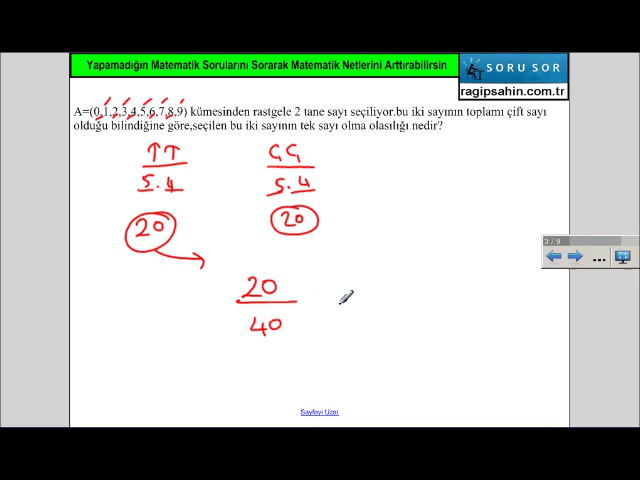 Yapamadığın Matematik Sorularını Sorarak Matematik Netlerini Arttırabilirsin
SORU SOR
ragipsahin.com.tr
A=(0,1,2,3,4,5,6,7,8,9) kümesinden rastgele 2 tane sayı seçiliyor.bu iki sayının toplamı çift sayı
olduğu bilindiğine göre,seçilen bu iki sayının tek sayı olma olasılığı nedir?
T T
Ç Ç
5 . 4
5 . 4
20
20
3 / 9
...
20
40
Sayfayı Uzat